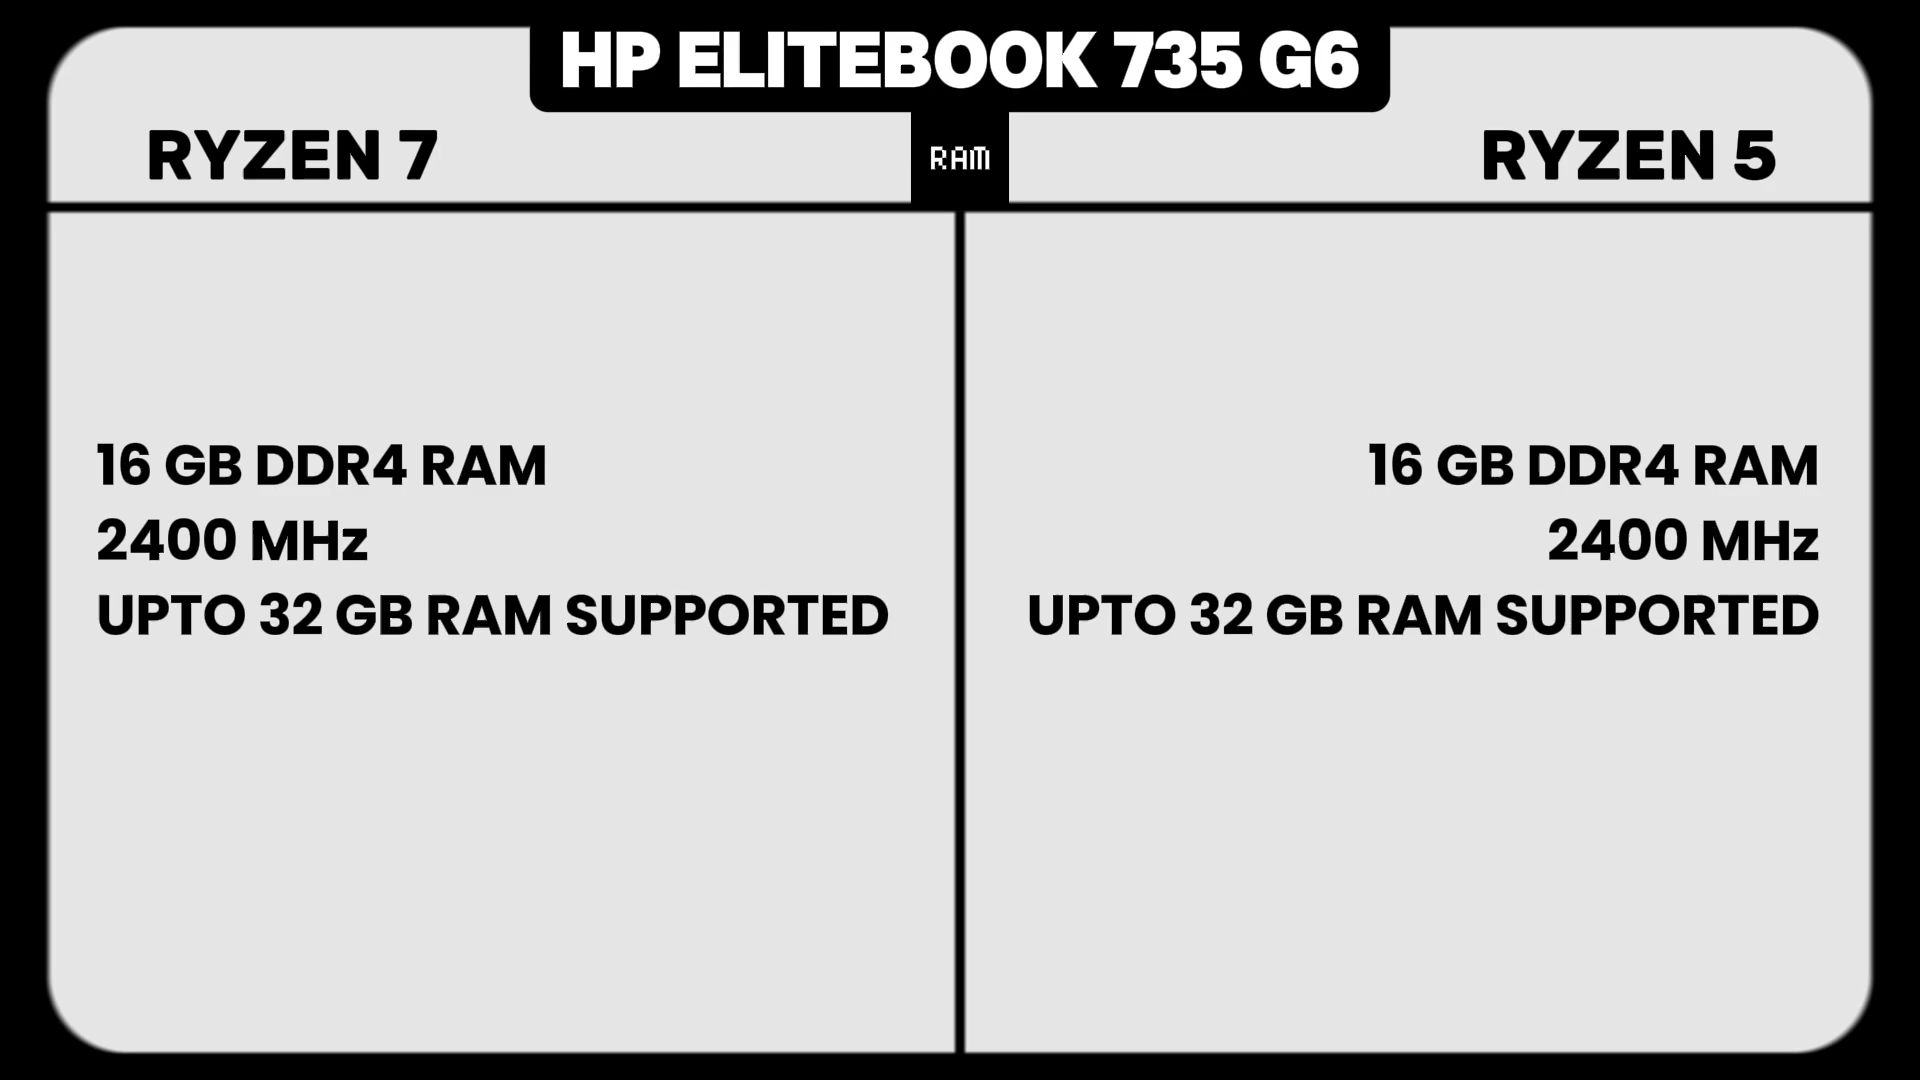 HP ELITEBOOK 735 G6
RYZEN 7
RAM
RYZEN 5
16 GB DDR4 RAM
2400 MHz
UPTO 32 GB RAM SUPPORTED
16 GB DDR4 RAM
2400 MHz
UPTO 32 GB RAM SUPPORTED